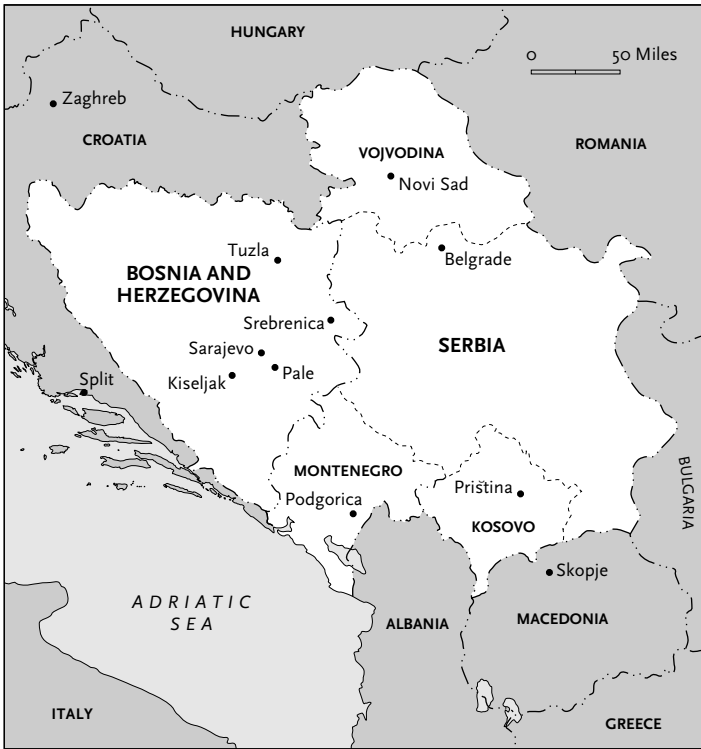 HUNGARY
0 50 Miles
Zaghreb
CROATIA
ROMANIA
VOJVODINA
Novi Sad
Tuzla
Belgrade
BOSNIA AND
HERZEGOVINA
Srebrenica
SERBIA
Sarajevo
Pale
Kiseljak
Split
MONTENEGRO
Priština
Podgorica
KOSOVO
BULGARIA
Skopje
ADRIATIC
SEA
ALBANIA
MACEDONIA
ITALY
GREECE